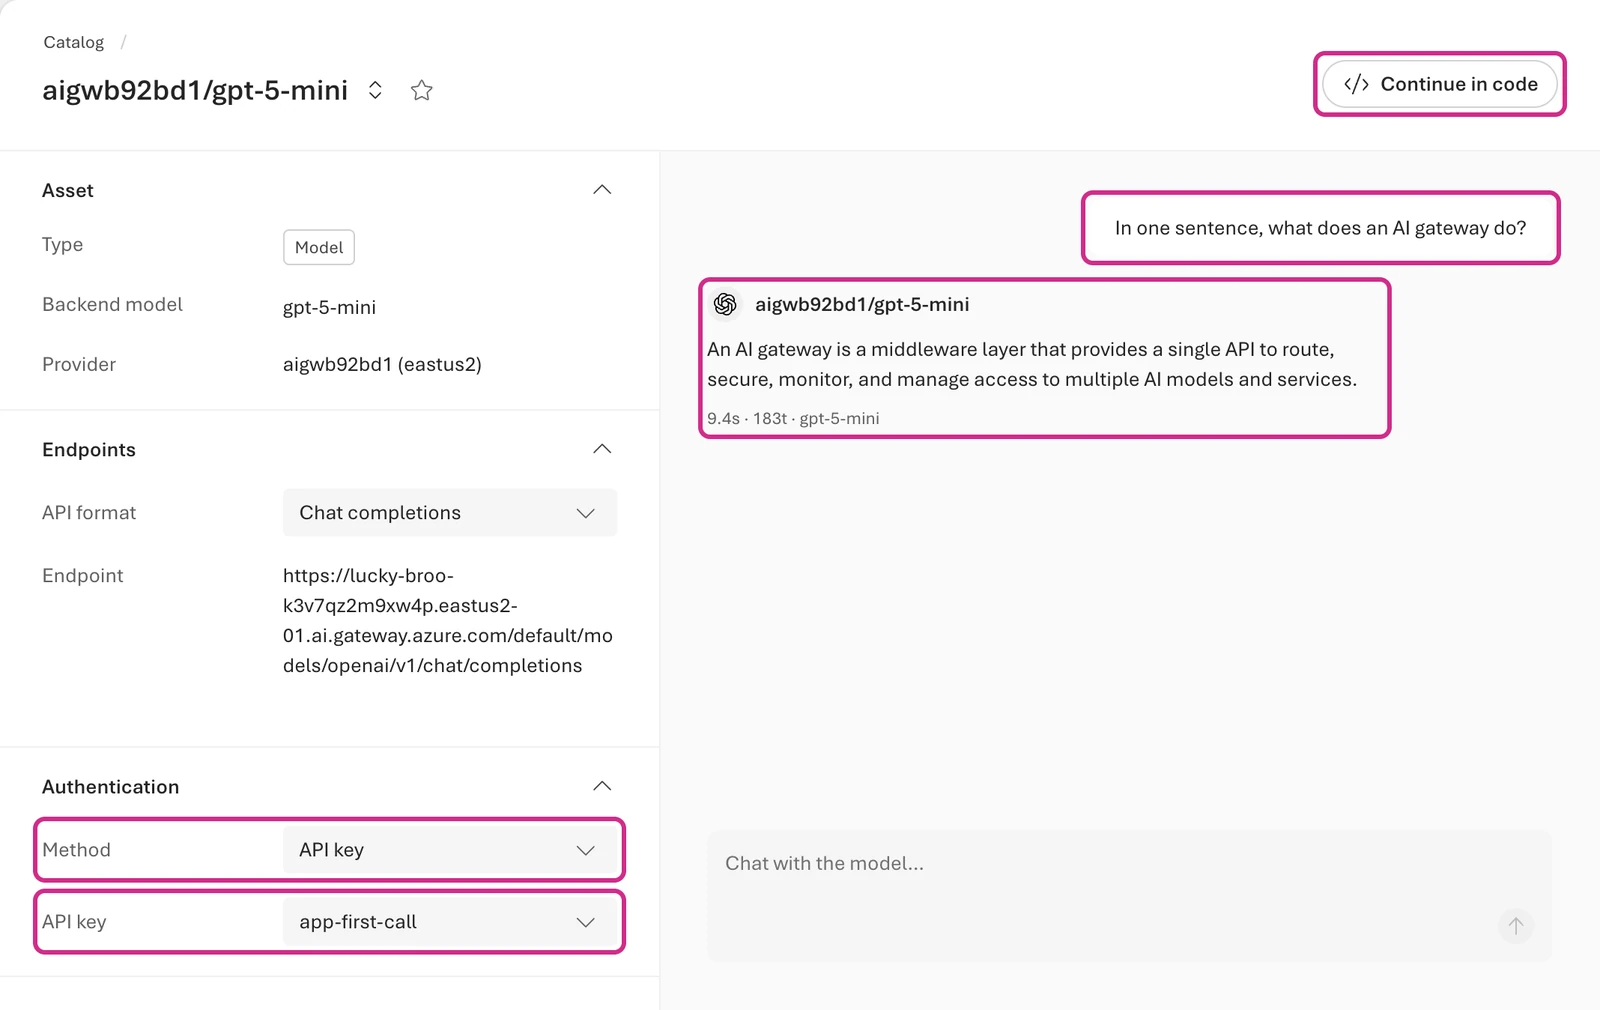 Catalog /
aigwb92bd1/gpt-5-mini
</> Continue in code
Asset
Type
Model
Backend model
gpt-5-mini
Provider
aigwb92bd1 (eastus2)
Endpoints
API format
Chat completions
Endpoint
https://lucky-broo-
k3v7qz2m9xw4p.eastus2-
01.ai.gateway.azure.com/default/mo
dels/openai/v1/chat/completions
Authentication
Method
API key
API key
app-first-call
In one sentence, what does an AI gateway do?
aigwb92bd1/gpt-5-mini
An AI gateway is a middleware layer that provides a single API to route,
secure, monitor, and manage access to multiple AI models and services.
9.4s · 183t · gpt-5-mini
Chat with the model...